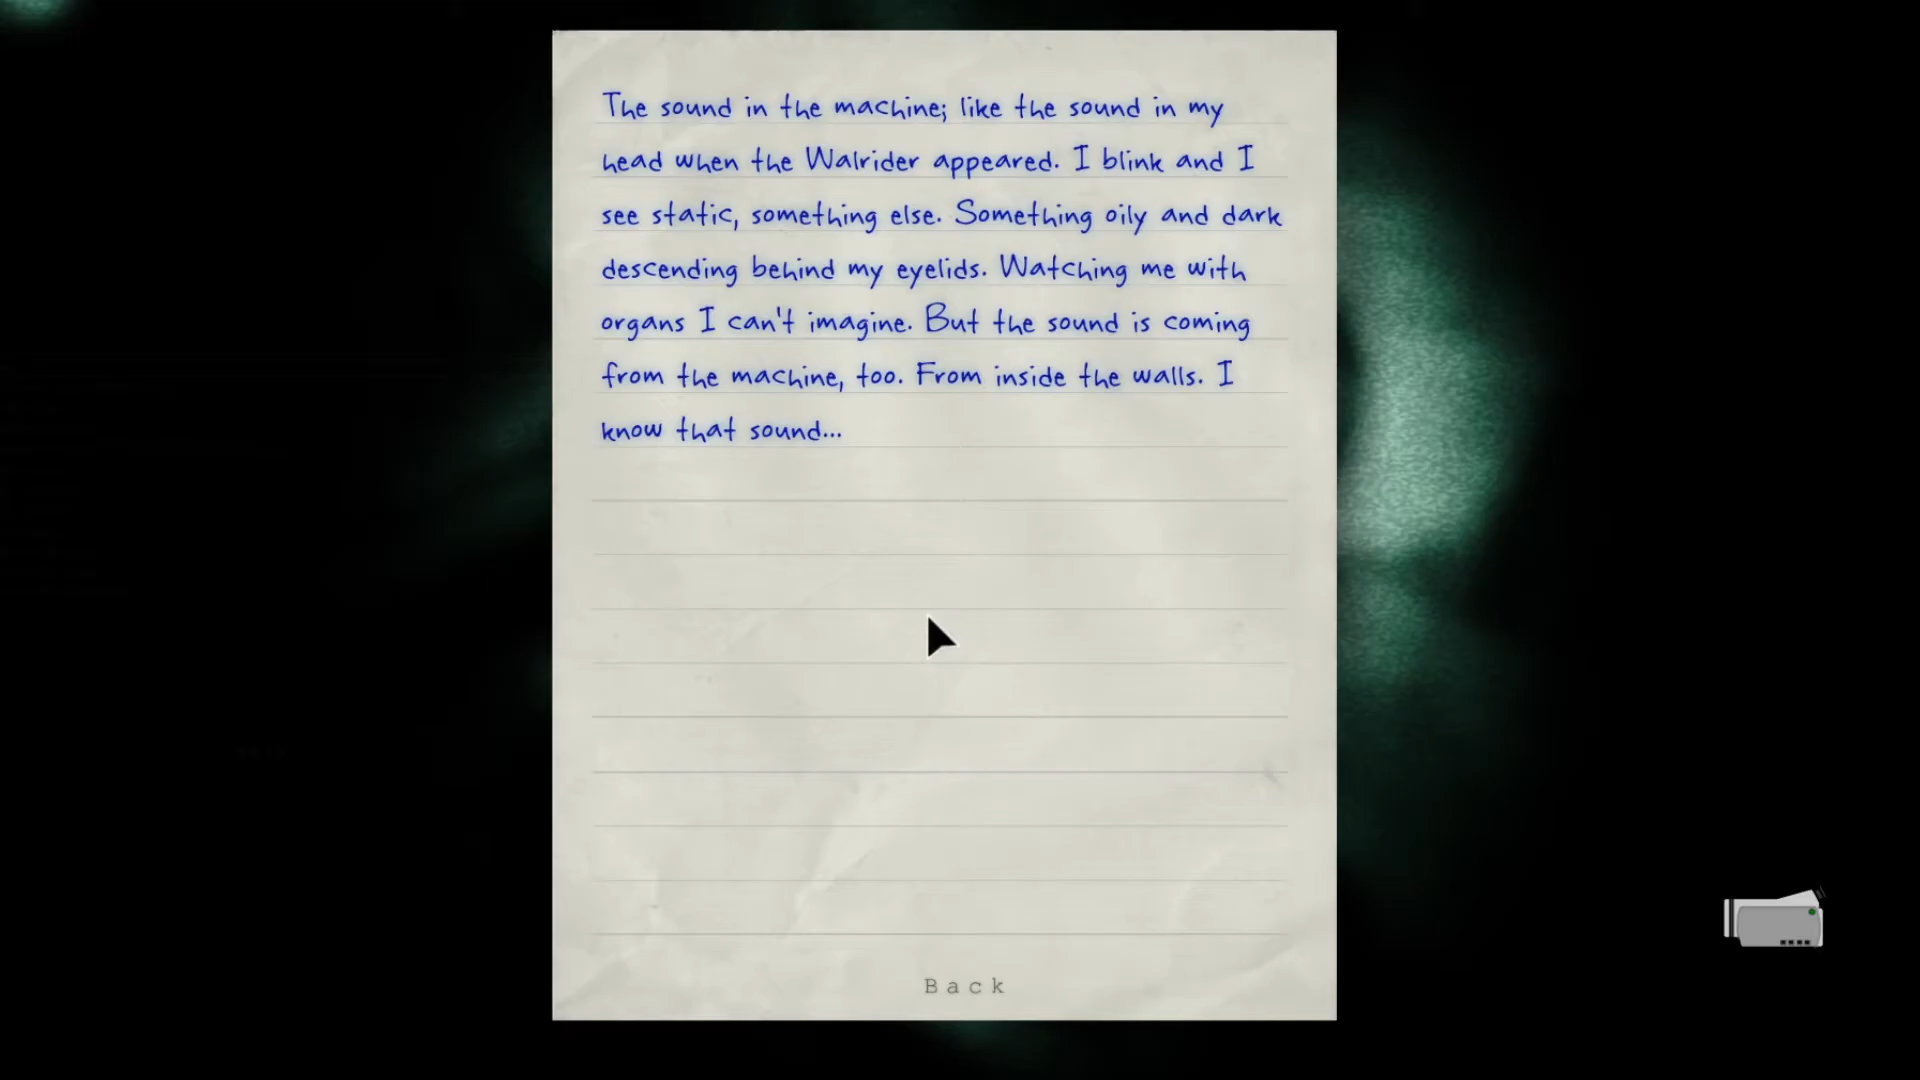 The sound in the machine; like the sound in my
head when the Walrider appeared. I blink and I
see static, something else. Something oily and dark
descending behind my eyelids. Watching me with
organs I can't imagine. But the sound is coming
from the machine, too. From inside the walls. I
know that sound...
Back